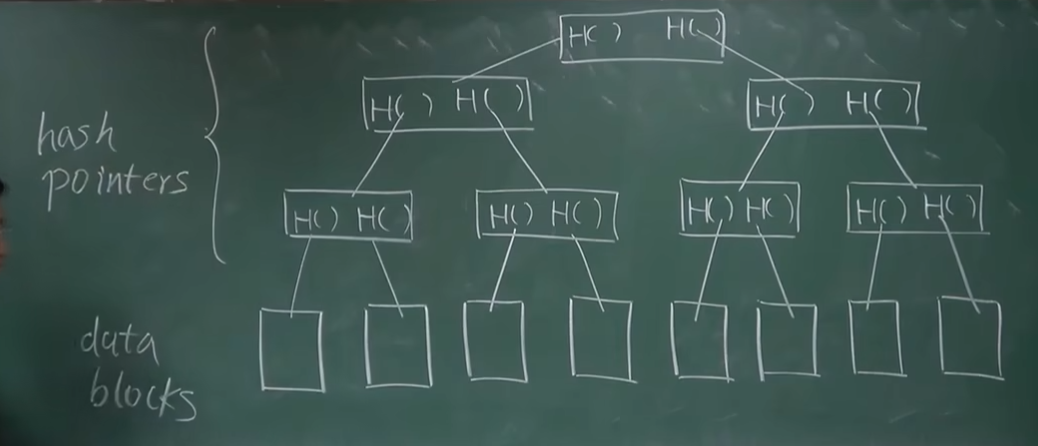 H( ) H( )
H( ) H( ) H( ) H( )
hash
pointers
H() H() H() H() H() H() H() H()
data
blocks